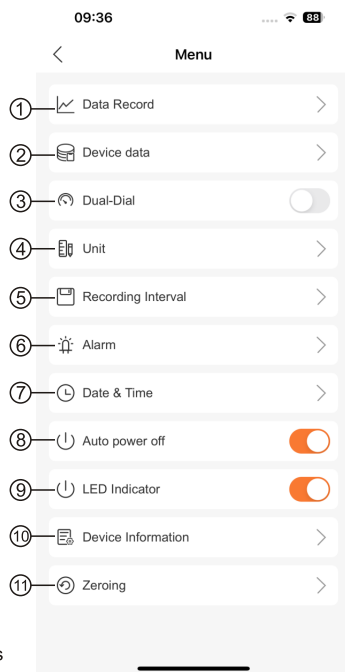 09:36 88
Menu
① Data Record
② Device data
③ Dual-Dial
④ Unit
⑤ Recording Interval
⑥ Alarm
⑦ Date & Time
⑧ Auto power off
⑨ LED Indicator
⑩ Device Information
⑪ Zeroing
s